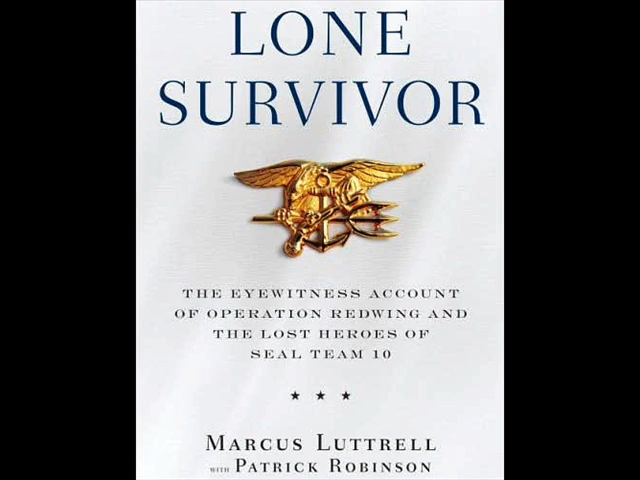 LONE
SURVIVOR
THE EYEWITNESS ACCOUNT
OF OPERATION REDWING AND
THE LOST HEROES OF
SEAL TEAM 10
★ ★ ★
MARCUS LUTTRELL
WITH PATRICK ROBINSON